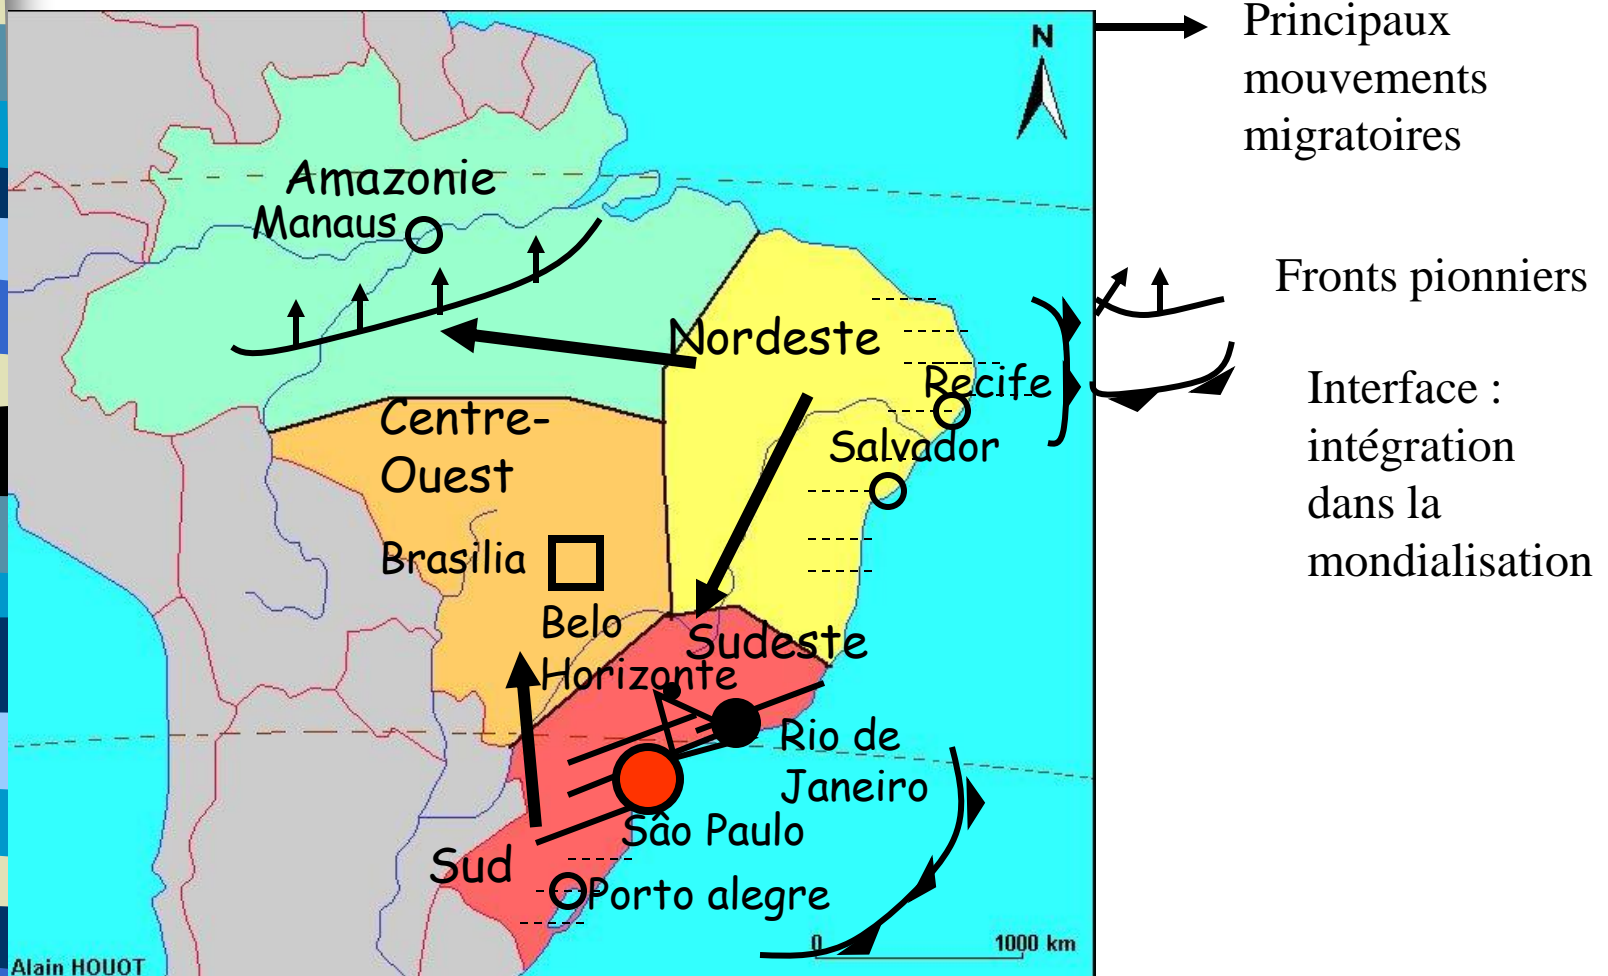 Principaux
mouvements
migratoires
N
Amazonie
Manaus
Fronts pionniers
Nordeste
Recife
Interface :
intégration
dans la
mondialisation
Centre-
Ouest
Salvador
Brasilia
Belo
Horizonte
Sudeste
Rio de
Janeiro
Sâo Paulo
Sud
Porto alegre
0 1000 km
Alain HOUOT